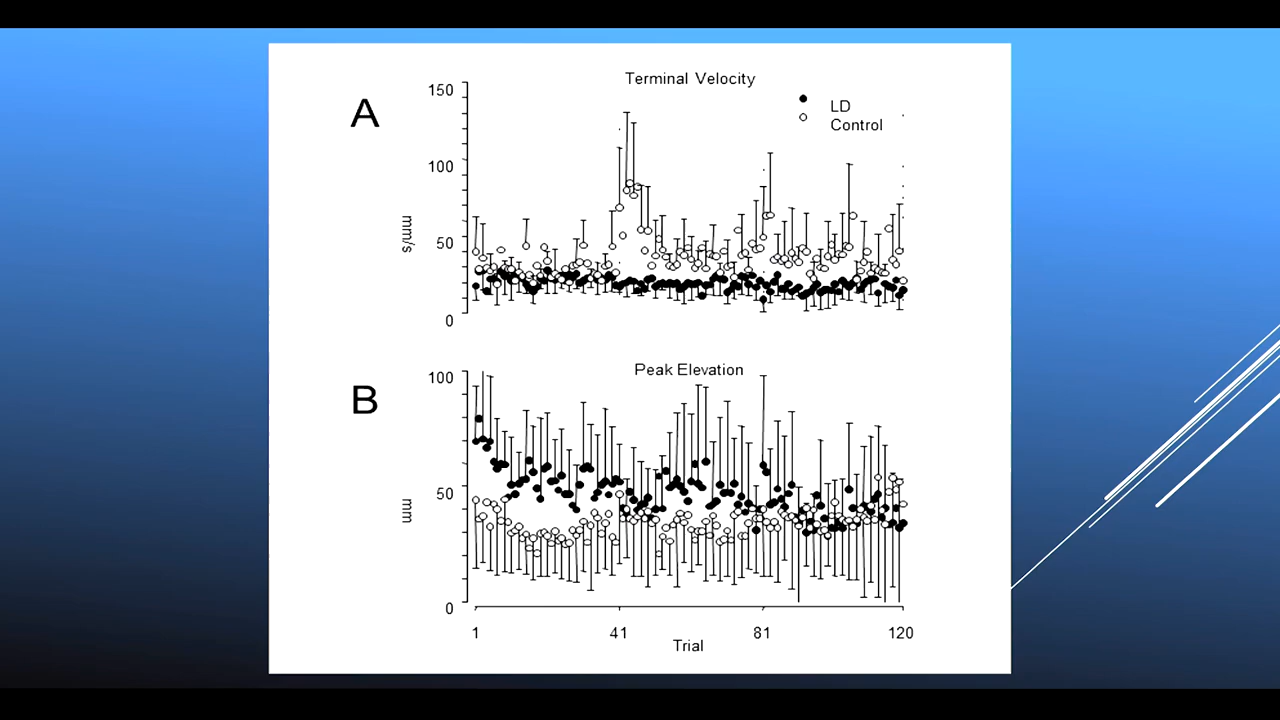 A
Terminal Velocity
LD
Control
150
100
50
0
mm/s
B
Peak Elevation
100
50
0
mm
1 41 81 120
Trial